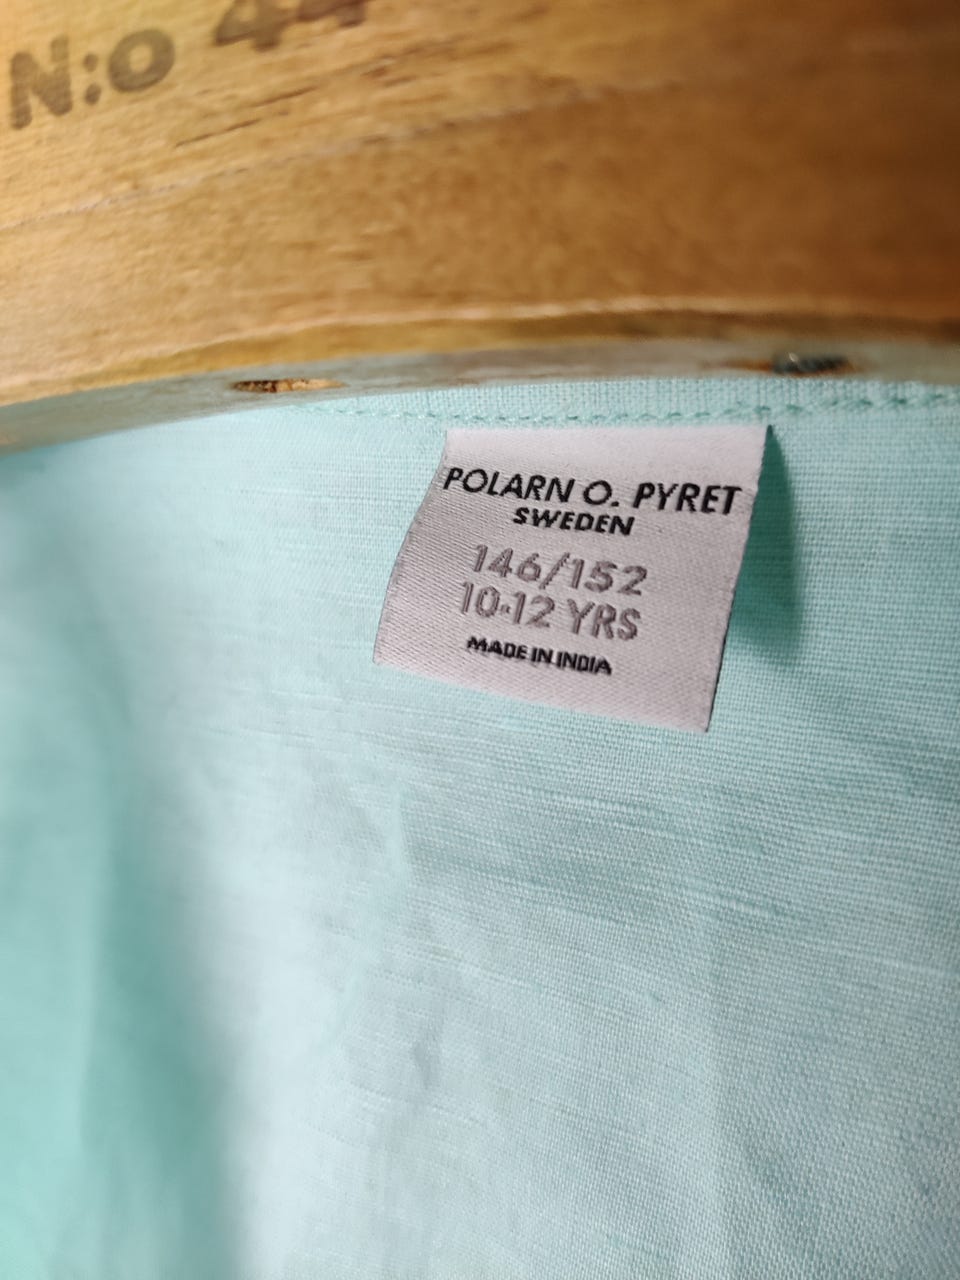 N:o 44
POLARN O. PYRET
SWEDEN
146/152
10-12 YRS
MADE IN INDIA